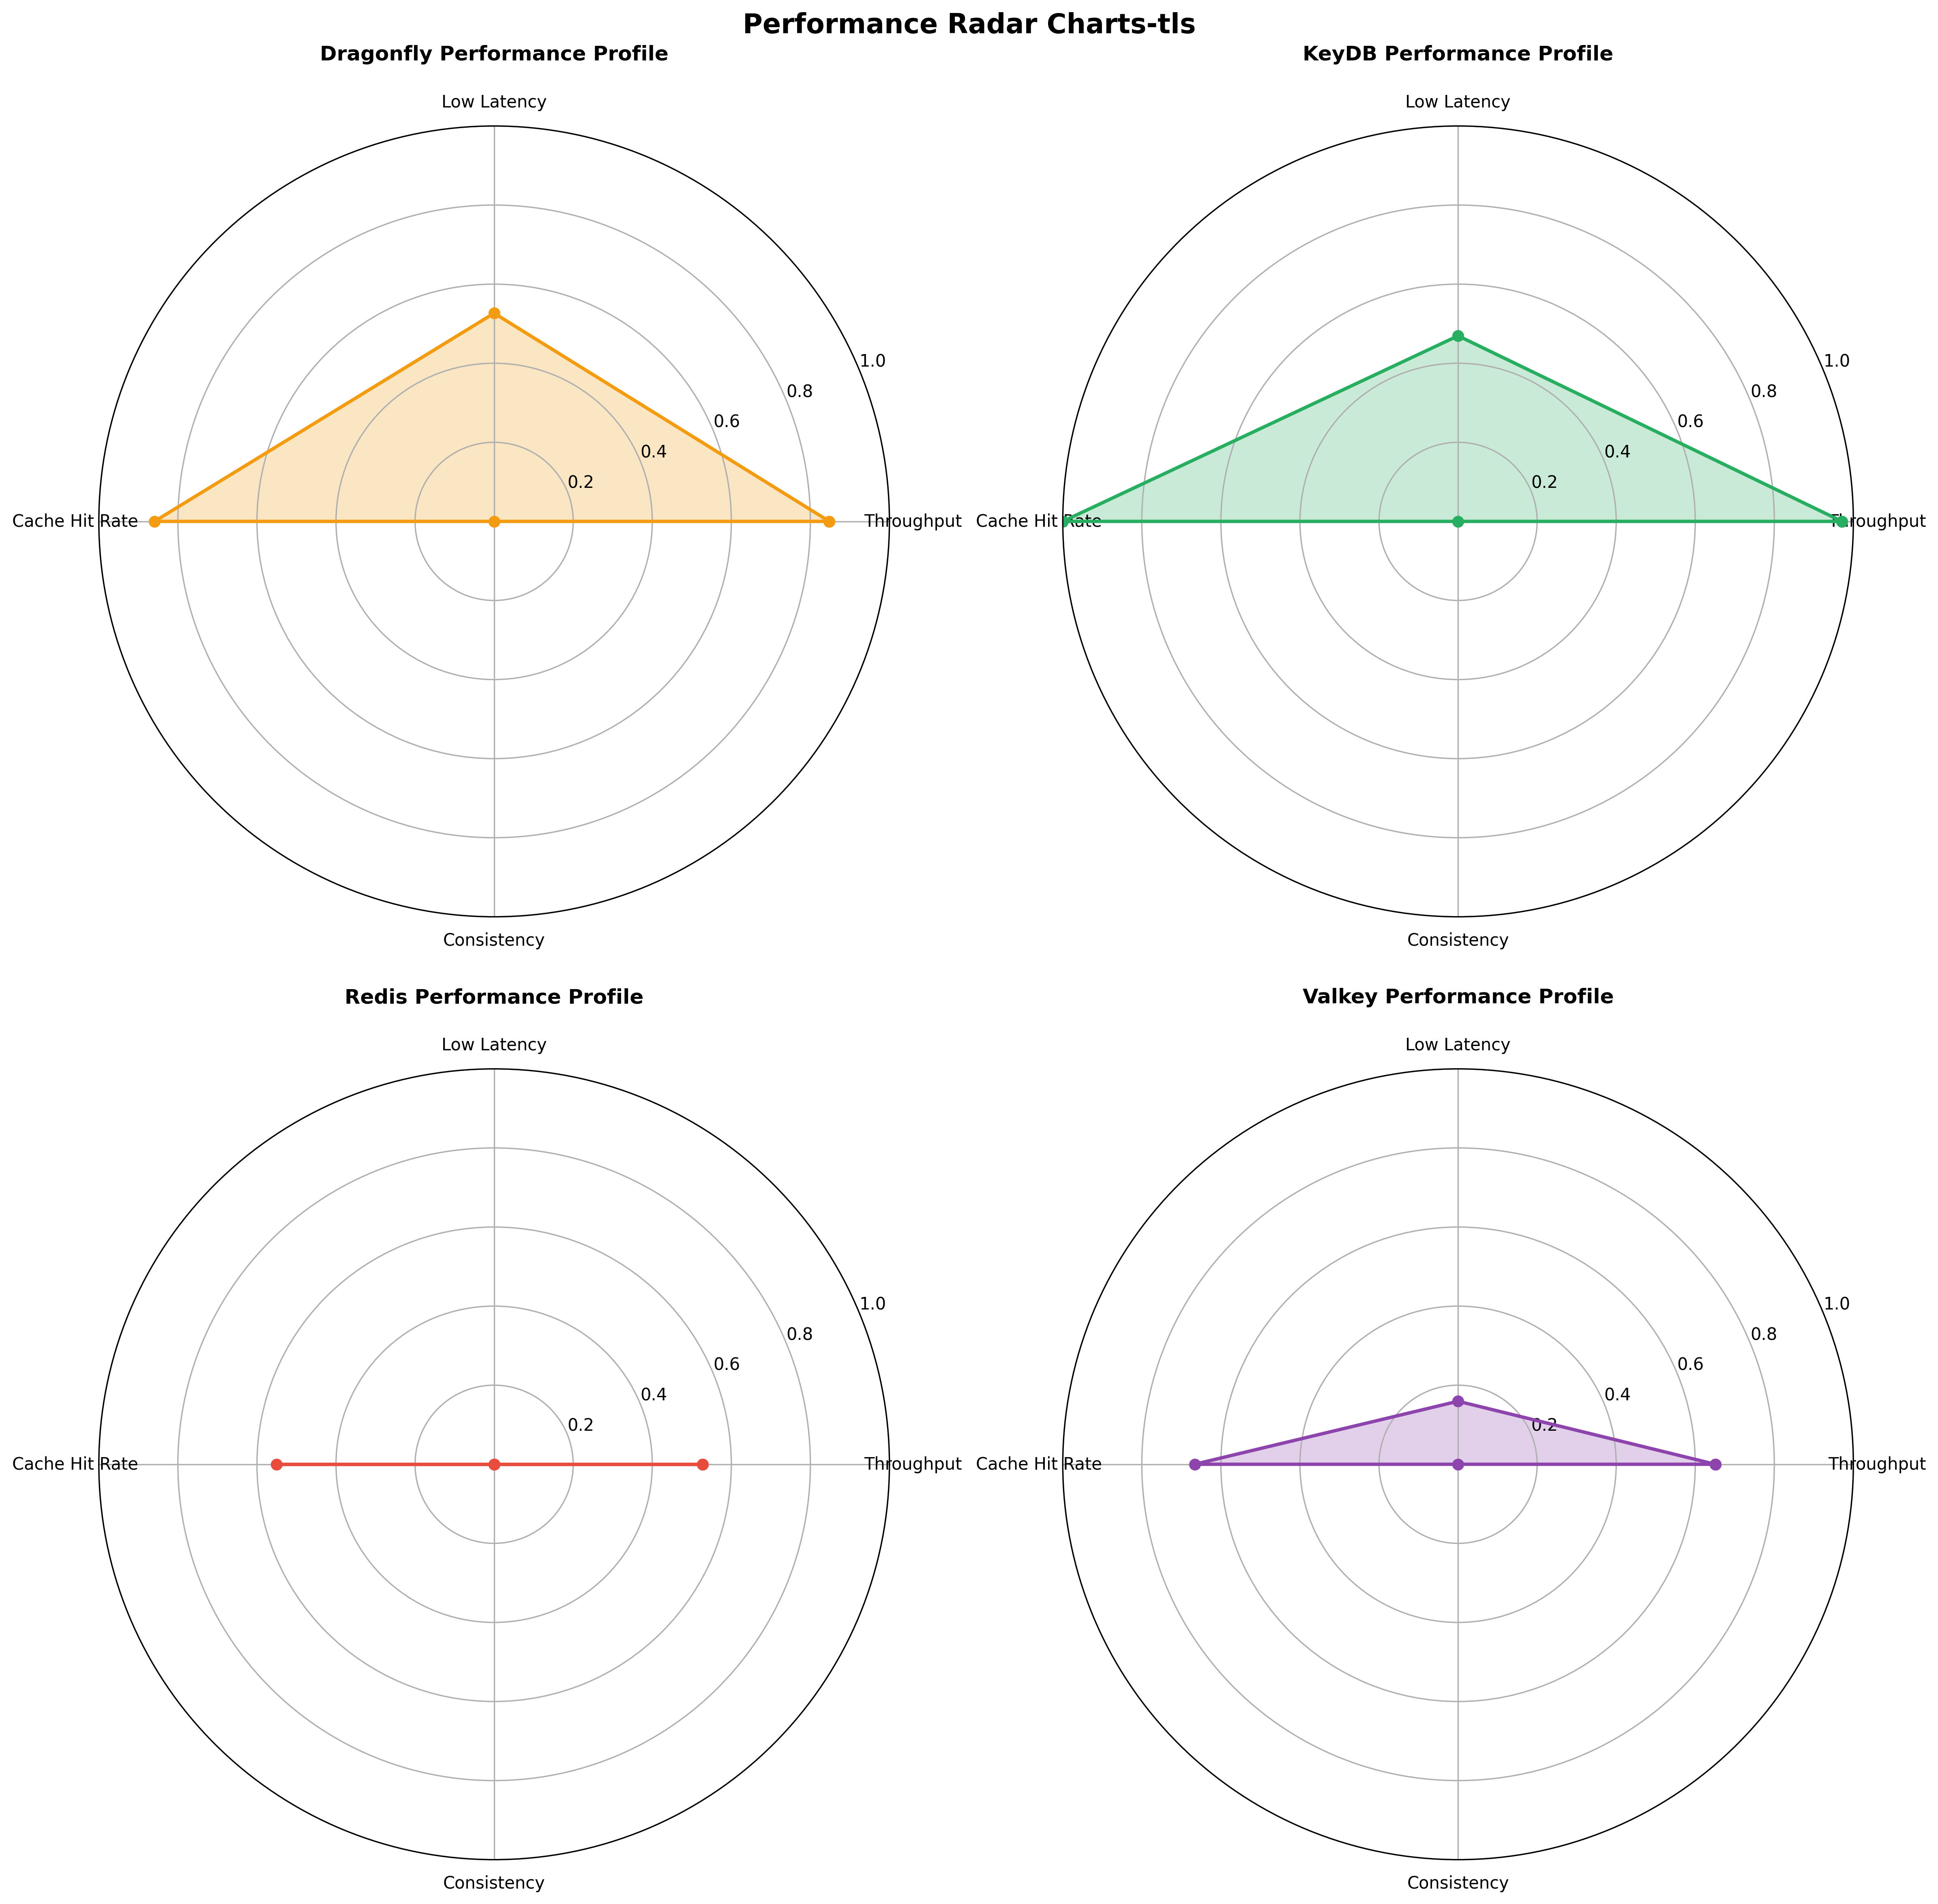 Performance Radar Charts-tls
Dragonfly Performance Profile
Low Latency
1.0
0.8
0.6
0.4
0.2
Cache Hit Rate
Throughput
Consistency
KeyDB Performance Profile
Low Latency
1.0
0.8
0.6
0.4
0.2
Cache Hit Rate
Throughput
Consistency
Redis Performance Profile
Low Latency
1.0
0.8
0.6
0.4
0.2
Cache Hit Rate
Throughput
Consistency
Valkey Performance Profile
Low Latency
1.0
0.8
0.6
0.4
0.2
Cache Hit Rate
Throughput
Consistency